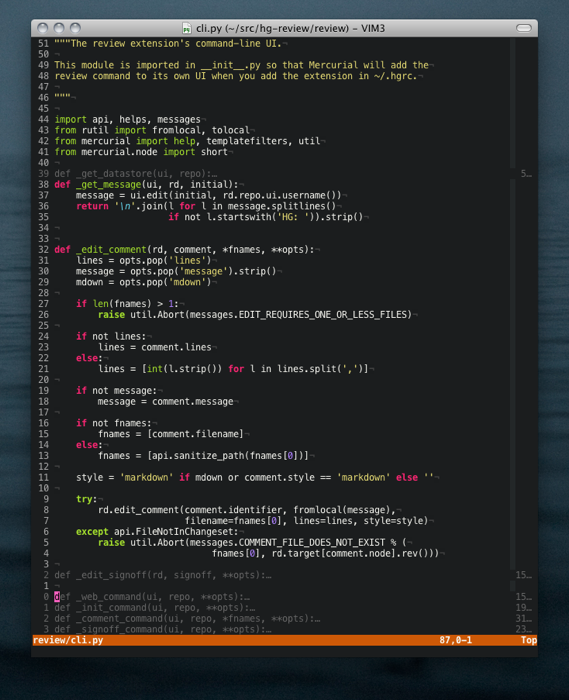 cli.py (~/src/hg-review/review) - VIM3
51 """The review extension's command-line UI.¬
50 ¬
49 This module is imported in __init__.py so that Mercurial will add the¬
48 review command to its own UI when you add the extension in ~/.hgrc.¬
47 ¬
46 """¬
45 ¬
44 import api, helps, messages¬
43 from rutil import fromlocal, tolocal¬
42 from mercurial import help, templatefilters, util¬
41 from mercurial.node import short¬
40 ¬
39 def _get_datastore(ui, repo):… 5…
38 def _get_message(ui, rd, initial):¬
37     message = ui.edit(initial, rd.repo.ui.username())¬
36     return '\n'.join(l for l in message.splitlines()¬
35                      if not l.startswith('HG: ')).strip()¬
34 ¬
33 ¬
32 def _edit_comment(rd, comment, *fnames, **opts):¬
31     lines = opts.pop('lines')¬
30     message = opts.pop('message').strip()¬
29     mdown = opts.pop('mdown')¬
28 ¬
27     if len(fnames) > 1:¬
26         raise util.Abort(messages.EDIT_REQUIRES_ONE_OR_LESS_FILES)¬
25 ¬
24     if not lines:¬
23         lines = comment.lines¬
22     else:¬
21         lines = [int(l.strip()) for l in lines.split(',')]¬
20 ¬
19     if not message:¬
18         message = comment.message¬
17 ¬
16     if not fnames:¬
15         fnames = [comment.filename]¬
14     else:¬
13         fnames = [api.sanitize_path(fnames[0])]¬
12 ¬
11     style = 'markdown' if mdown or comment.style == 'markdown' else ''¬
10 ¬
9     try:¬
8         rd.edit_comment(comment.identifier, fromlocal(message),¬
7                         filename=fnames[0], lines=lines, style=style)¬
6     except api.FileNotInChangeset:¬
5         raise util.Abort(messages.COMMENT_FILE_DOES_NOT_EXIST % (¬
4                              fnames[0], rd.target[comment.node].rev()))¬
3 ¬
2 def _edit_signoff(rd, signoff, **opts):… 15…
1 ¬
0 def _web_command(ui, repo, **opts):… 15…
1 def _init_command(ui, repo, **opts):… 19…
2 def _comment_command(ui, repo, *fnames, **opts):… 31…
3 def _signoff_command(ui, repo, **opts):… 23…
review/cli.py 87,0-1 Top